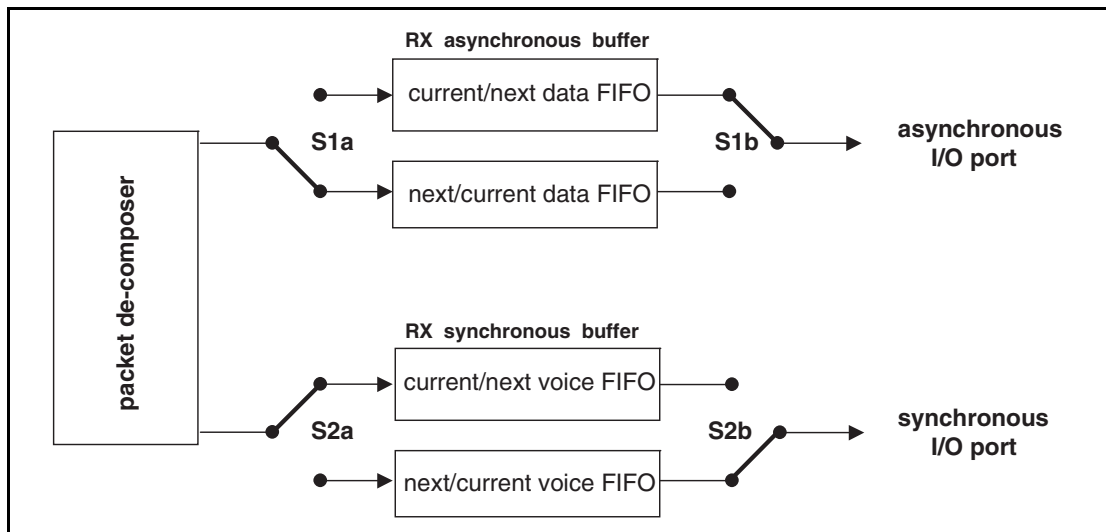 RX asynchronous buffer
current/next data FIFO
S1a
S1b
asynchronous
I/O port
next/current data FIFO
packet de-composer
RX synchronous buffer
current/next voice FIFO
S2a
S2b
synchronous
I/O port
next/current voice FIFO